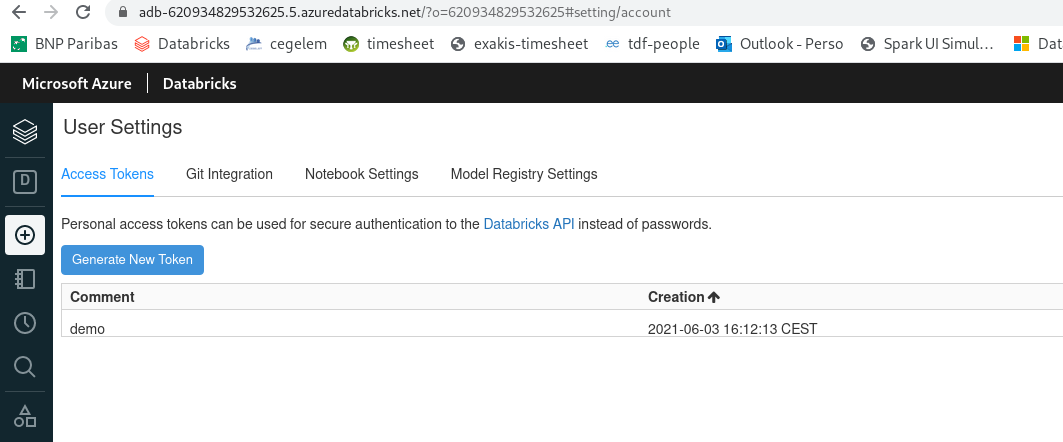 adb-620934829532625.5.azuredatabricks.net/?o=620934829532625#setting/account
BNP Paribas Databricks cegelem timesheet exakis-timesheet tdf-people Outlook - Perso Spark UI Simul... Dat
Microsoft Azure Databricks
User Settings
D
Access Tokens Git Integration Notebook Settings Model Registry Settings
Personal access tokens can be used for secure authentication to the Databricks API instead of passwords.
Generate New Token
Comment Creation
demo 2021-06-03 16:12:13 CEST